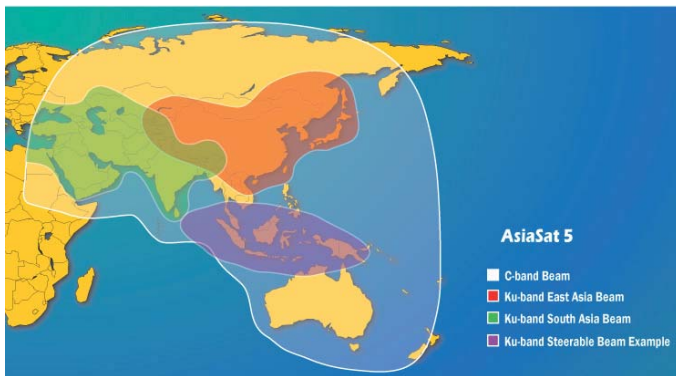 AsiaSat 5
C-band Beam
Ku-band East Asia Beam
Ku-band South Asia Beam
Ku-band Steerable Beam Example